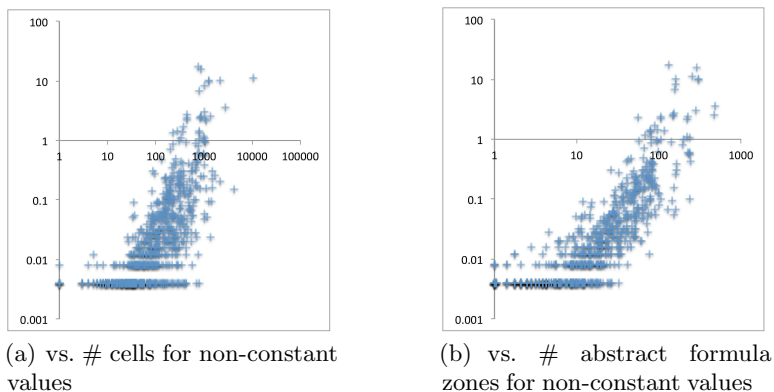 100
10
1
0.1
0.01
0.001
1 10 100 1000 10000 100000
(a) vs. # cells for non-constant
values
100
10
1
0.1
0.01
0.001
1 10 100 1000
(b) vs. # abstract formula
zones for non-constant values